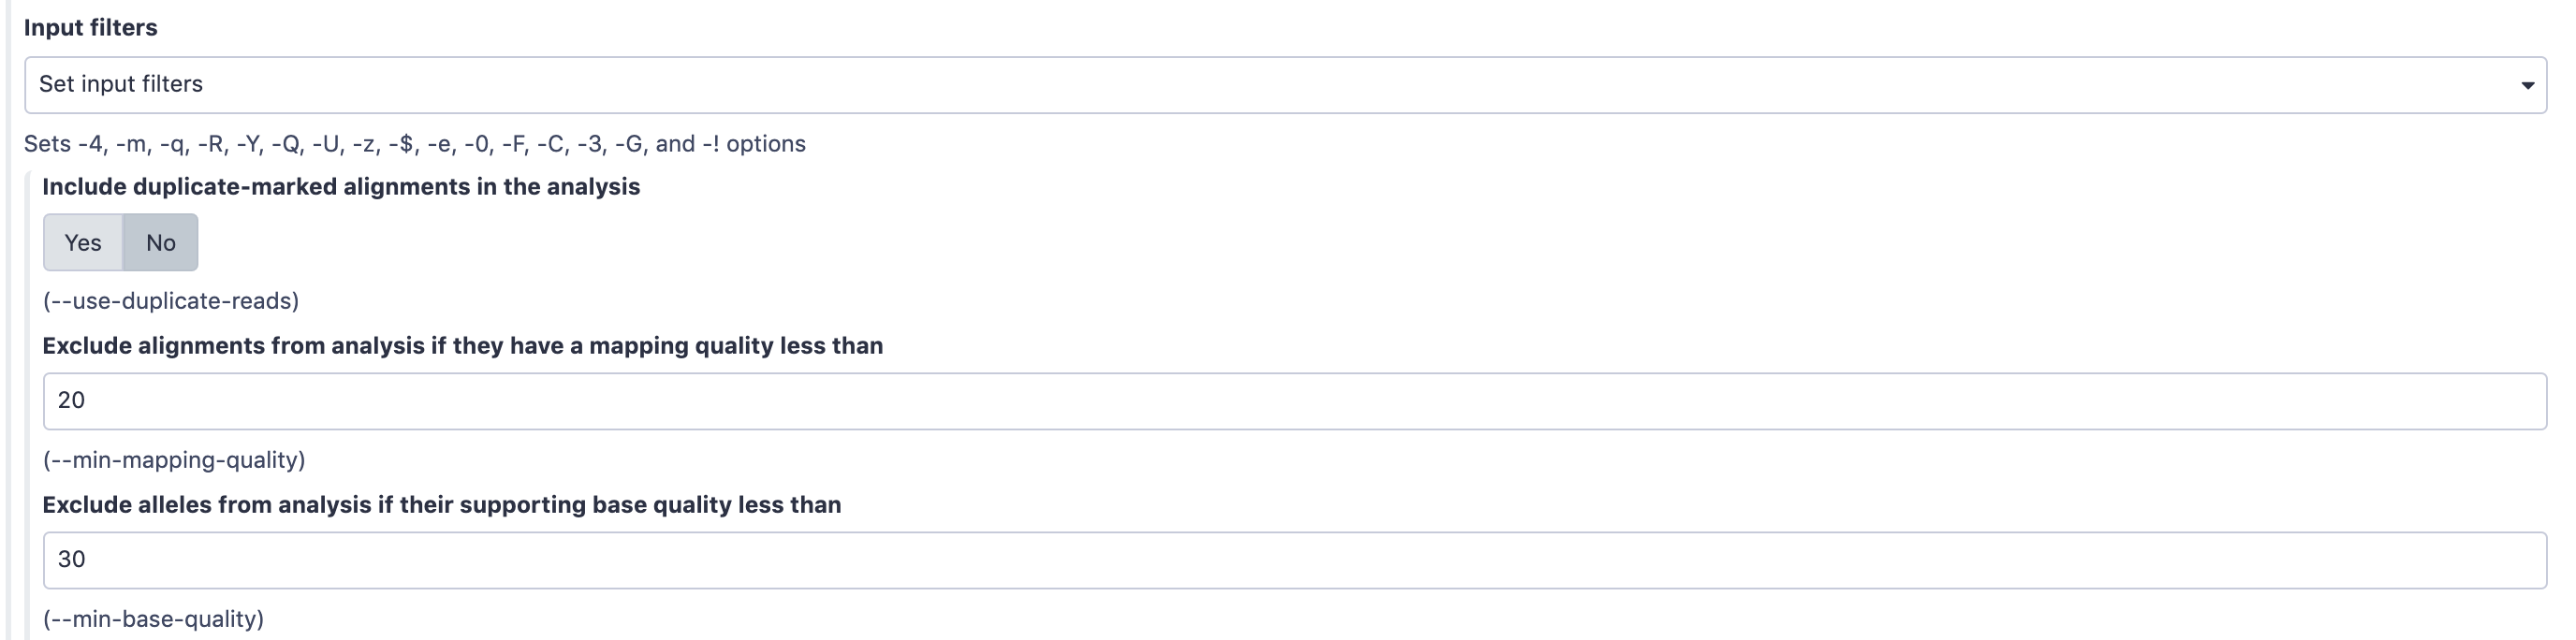 Input filters
Set input filters
Sets -4, -m, -q, -R, -Y, -Q, -U, -z, -$, -e, -0, -F, -C, -3, -G, and -! options
Include duplicate-marked alignments in the analysis
Yes No
(--use-duplicate-reads)
Exclude alignments from analysis if they have a mapping quality less than
20
(--min-mapping-quality)
Exclude alleles from analysis if their supporting base quality less than
30
(--min-base-quality)